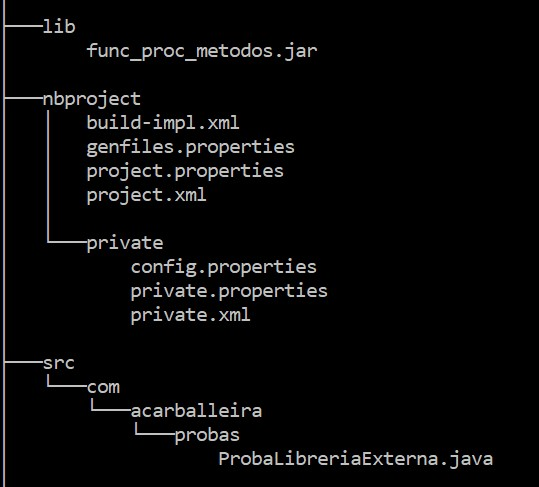 lib
func_proc_metodos.jar
nbproject
build-impl.xml
genfiles.properties
project.properties
project.xml
private
config.properties
private.properties
private.xml
src
com
acarballeira
probas
ProbaLibreriaExterna.java